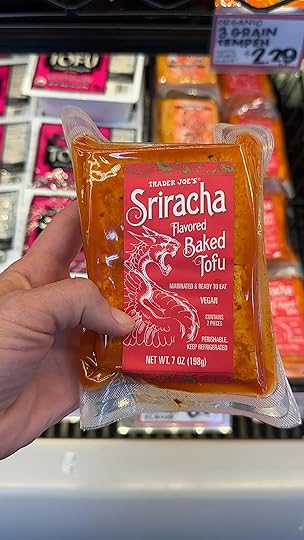 ORGANIC
3 GRAIN
TEMPEH
2.29
TOFU
TRADER JOE'S
Sriracha
Flavored
Baked
Tofu
MARINATED & READY TO EAT
VEGAN
CONTAINS
2 PIECES
PERISHABLE,
KEEP REFRIGERATED
NET WT. 7 OZ (198g)